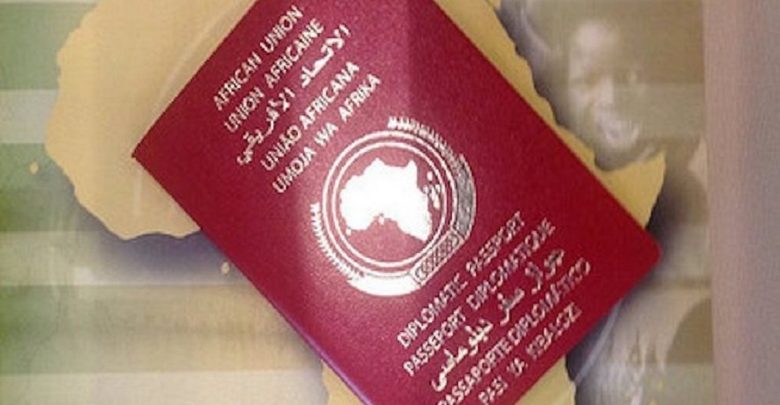 AFRICAN UNION
UNION AFRICAINE
الاتحاد الأفريقي
UNIÃO AFRICANA
UMOJA WA AFRIKA
DIPLOMATIC PASSPORT
PASSEPORT DIPLOMATIQUE
جواز سفر دبلوماسي
PASSAPORTE DIPLOMÁTICO
PASI YA KIBALOZI